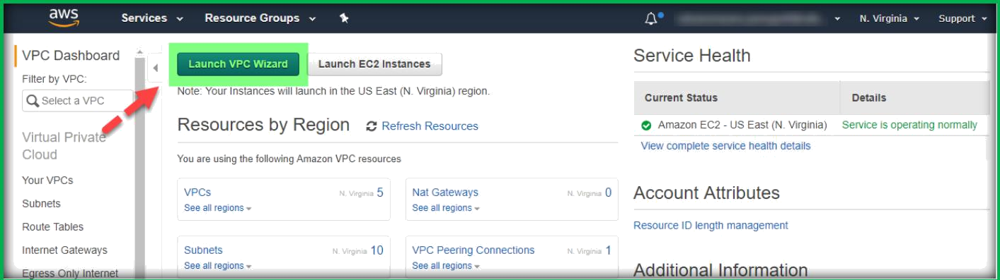 aws
Services
Resource Groups
N. Virginia
Support
VPC Dashboard
Filter by VPC:
Select a VPC
Virtual Private
Cloud
Your VPCs
Subnets
Route Tables
Internet Gateways
Egress Only Internet
Launch VPC Wizard
Launch EC2 Instances
Note: Your Instances will launch in the US East (N. Virginia) region.
Resources by Region
Refresh Resources
You are using the following Amazon VPC resources
VPCs N. Virginia 5
See all regions
Nat Gateways N. Virginia 0
See all regions
Subnets N. Virginia 10
See all regions
VPC Peering Connections N. Virginia 1
See all regions
Service Health
Current Status Details
Amazon EC2 - US East (N. Virginia) Service is operating normally
View complete service health details
Account Attributes
Resource ID length management
Additional Information